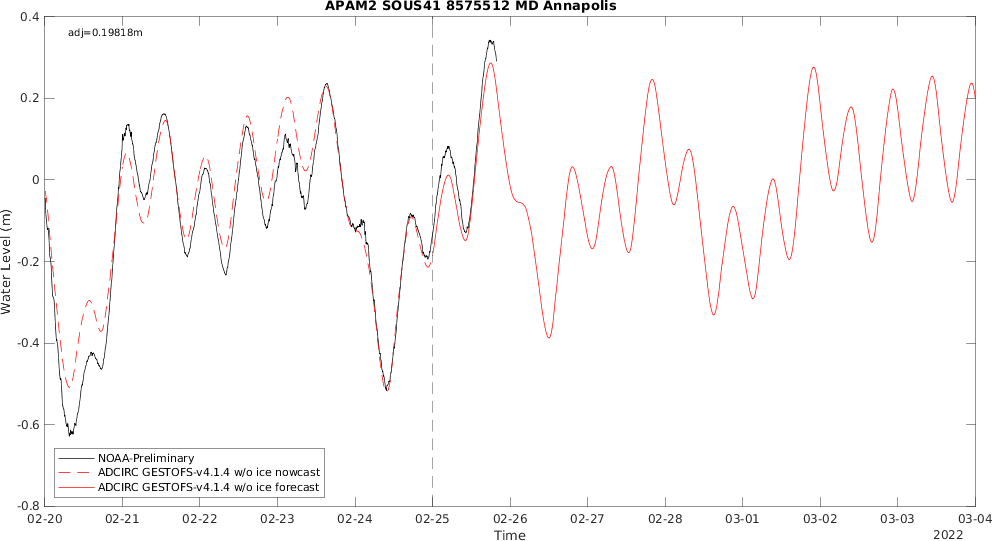 APAM2 SOUS41 8575512 MD Annapolis
adj=0.19818m
0.4
0.2
0
-0.2
-0.4
-0.6
-0.8
Water Level (m)
NOAA-Preliminary
ADCIRC GESTOFS-v4.1.4 w/o ice nowcast
ADCIRC GESTOFS-v4.1.4 w/o ice forecast
02-20 02-21 02-22 02-23 02-24 02-25 02-26 02-27 02-28 03-01 03-02 03-03 03-04
Time
2022